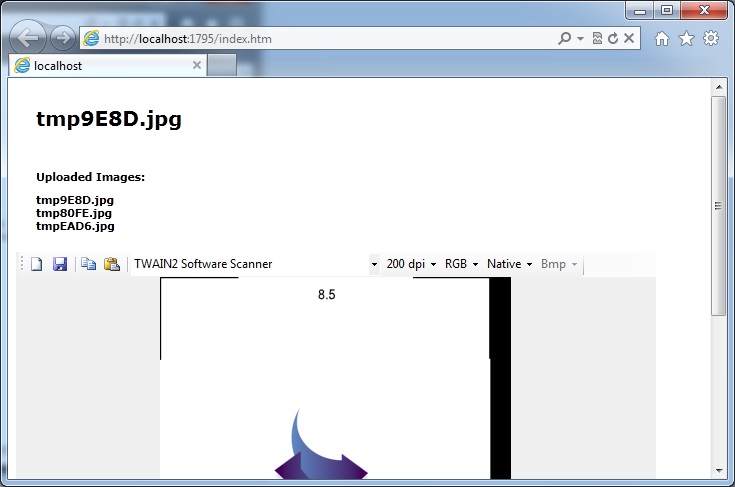 http://localhost:1795/index.htm
localhost
tmp9E8D.jpg
Uploaded Images:
tmp9E8D.jpg
tmp80FE.jpg
tmpEAD6.jpg
TWAIN2 Software Scanner 200 dpi RGB Native Bmp
8.5